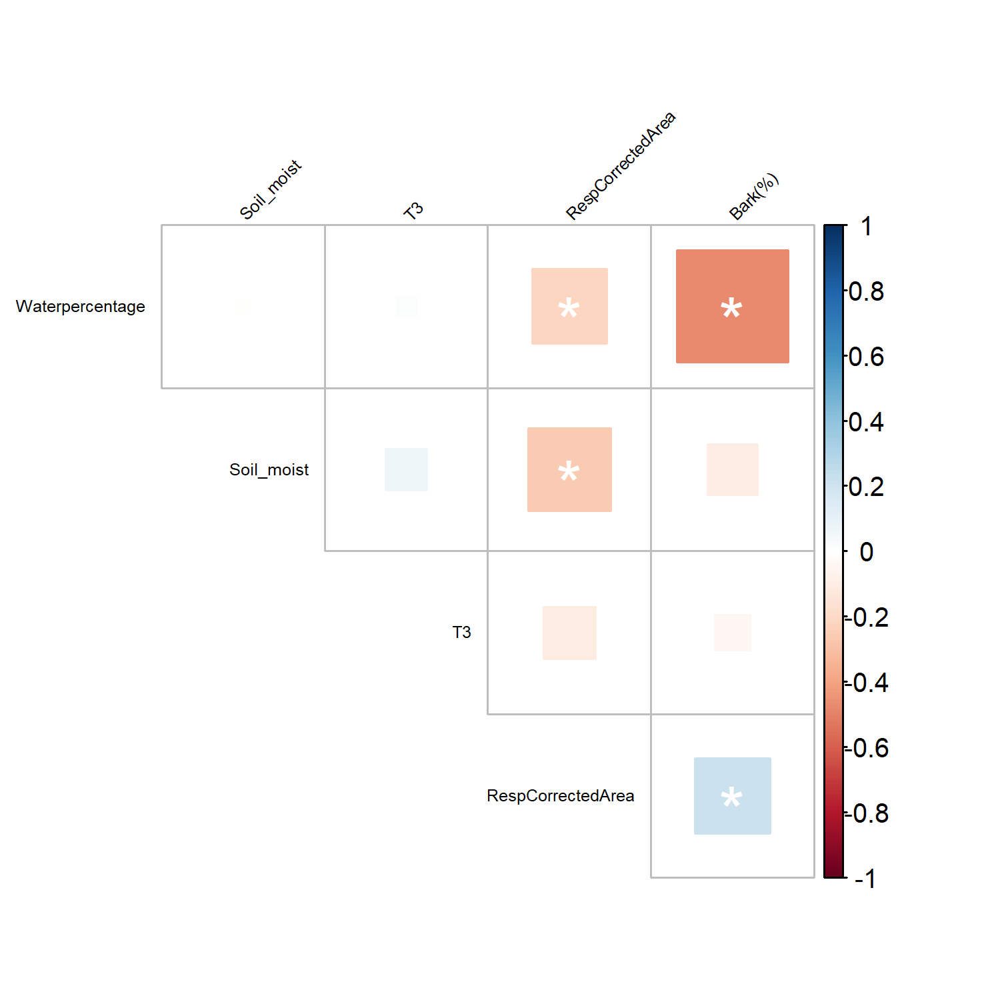 Soil_moist
T3
RespCorrectedArea
Bark(%)
Waterpercentage
*
*
Soil_moist
*
T3
RespCorrectedArea
*
1
0.8
0.6
0.4
0.2
0
-0.2
-0.4
-0.6
-0.8
-1